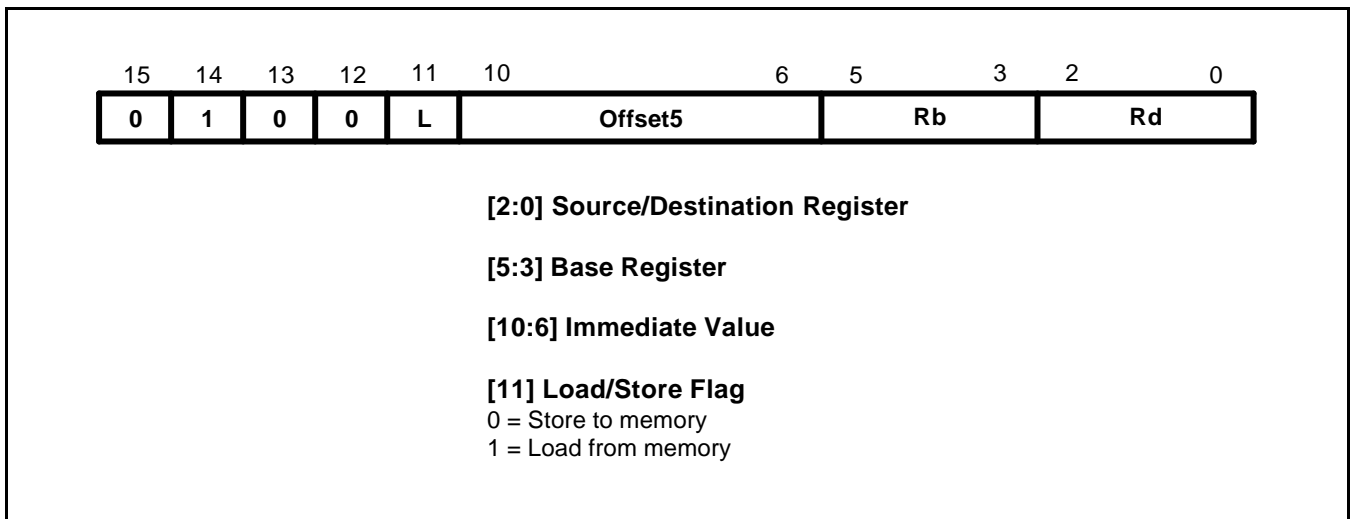 15 14 13 12 11 10 6 5 3 2 0
0 1 0 0 L Offset5 Rb Rd
[2:0] Source/Destination Register
[5:3] Base Register
[10:6] Immediate Value
[11] Load/Store Flag
0 = Store to memory
1 = Load from memory